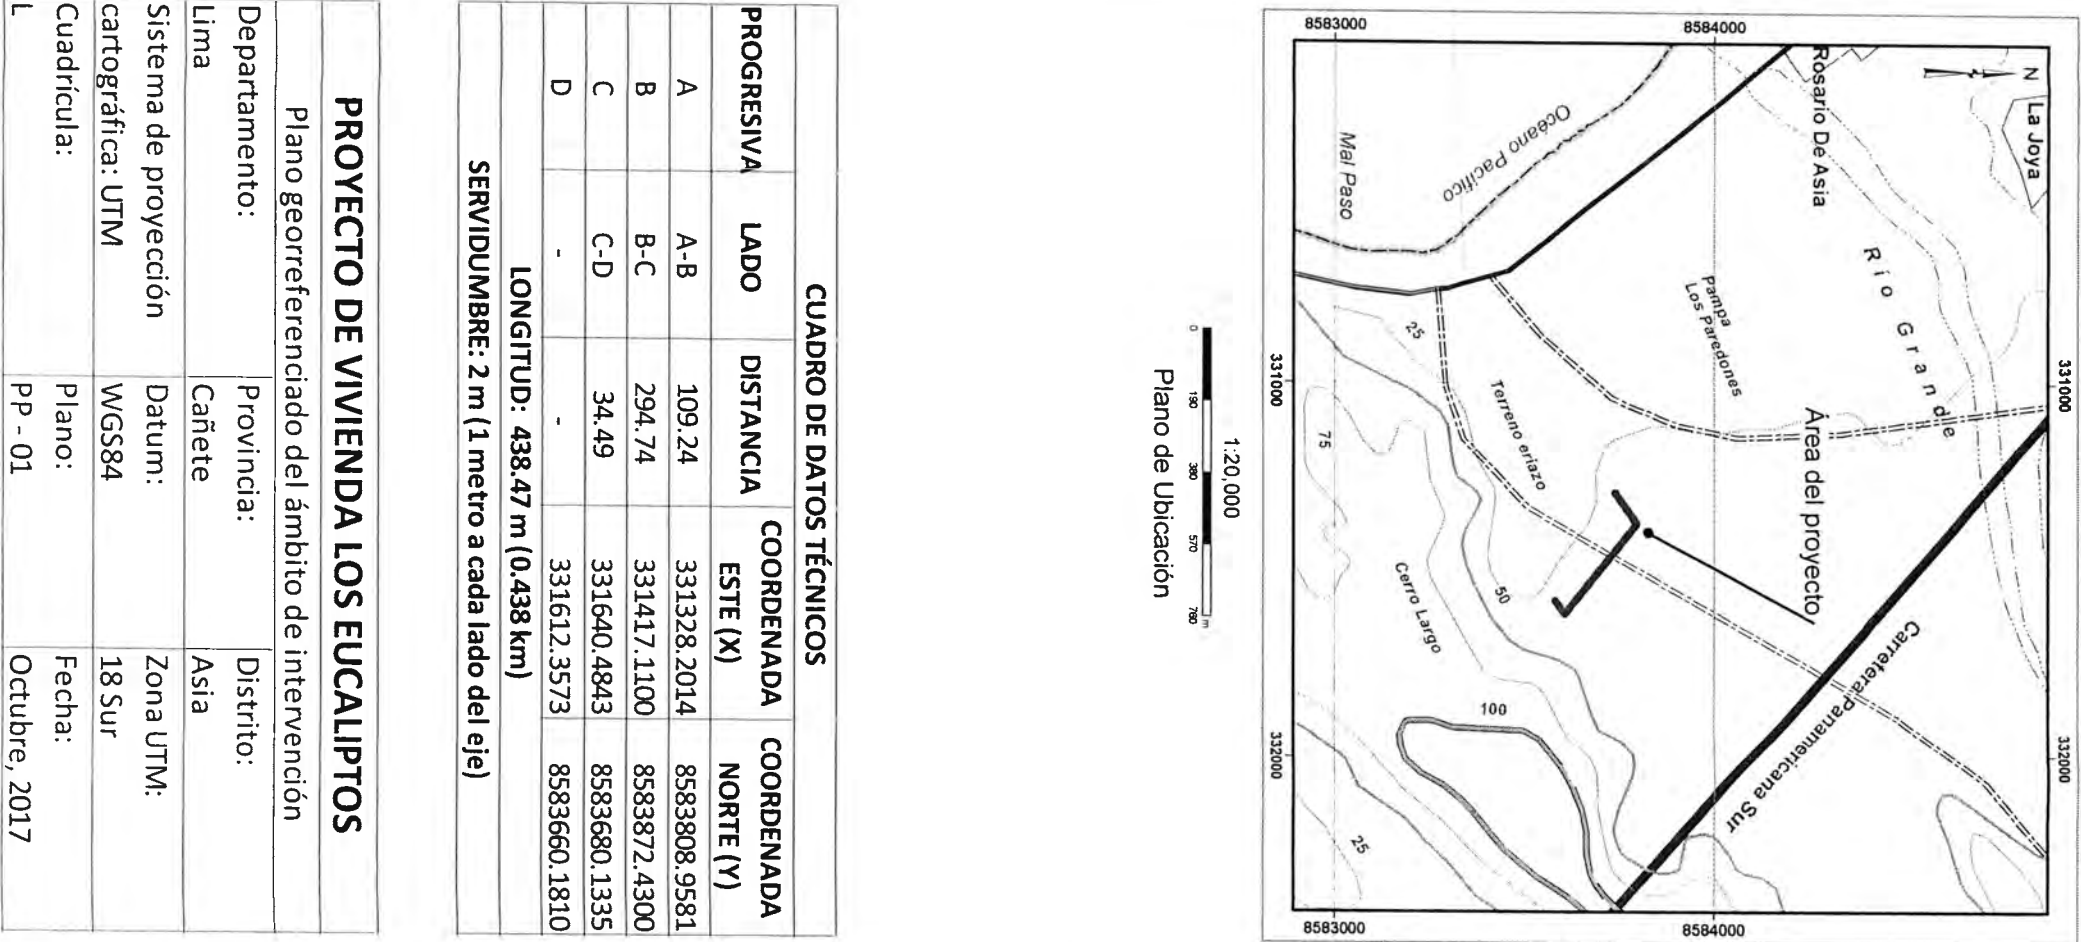 8583000
8584000
N
La Joya
Rosario De Asia
Océano Pacífico
Mal Paso
Río Grande
Pampa
Los Paredones
25
331000
331000
Terreno eriazo
Área del proyecto
75
50
Cerro Largo
Carretera Panamericana Sur
100
332000
332000
25
8583000
8584000
1:20,000
0 190 380 570 760 m
Plano de Ubicación
CUADRO DE DATOS TÉCNICOS
PROGRESIVA LADO DISTANCIA COORDENADA ESTE (X) COORDENADA NORTE (Y)
A A-B 109.24 331328.2014 8583808.9581
B B-C 294.74 331417.1100 8583872.4300
C C-D 34.49 331640.4843 8583680.1335
D - - 331612.3573 8583660.1810
LONGITUD: 438.47 m (0.438 km)
SERVIDUMBRE: 2 m (1 metro a cada lado del eje)
PROYECTO DE VIVIENDA LOS EUCALIPTOS
Plano georreferenciado del ámbito de intervención
Departamento: Provincia: Distrito:
Lima Cañete Asia
Sistema de proyección Datum: Zona UTM:
cartográfica: UTM WGS84 18 Sur
Cuadrícula: Plano: Fecha:
L PP - 01 Octubre, 2017